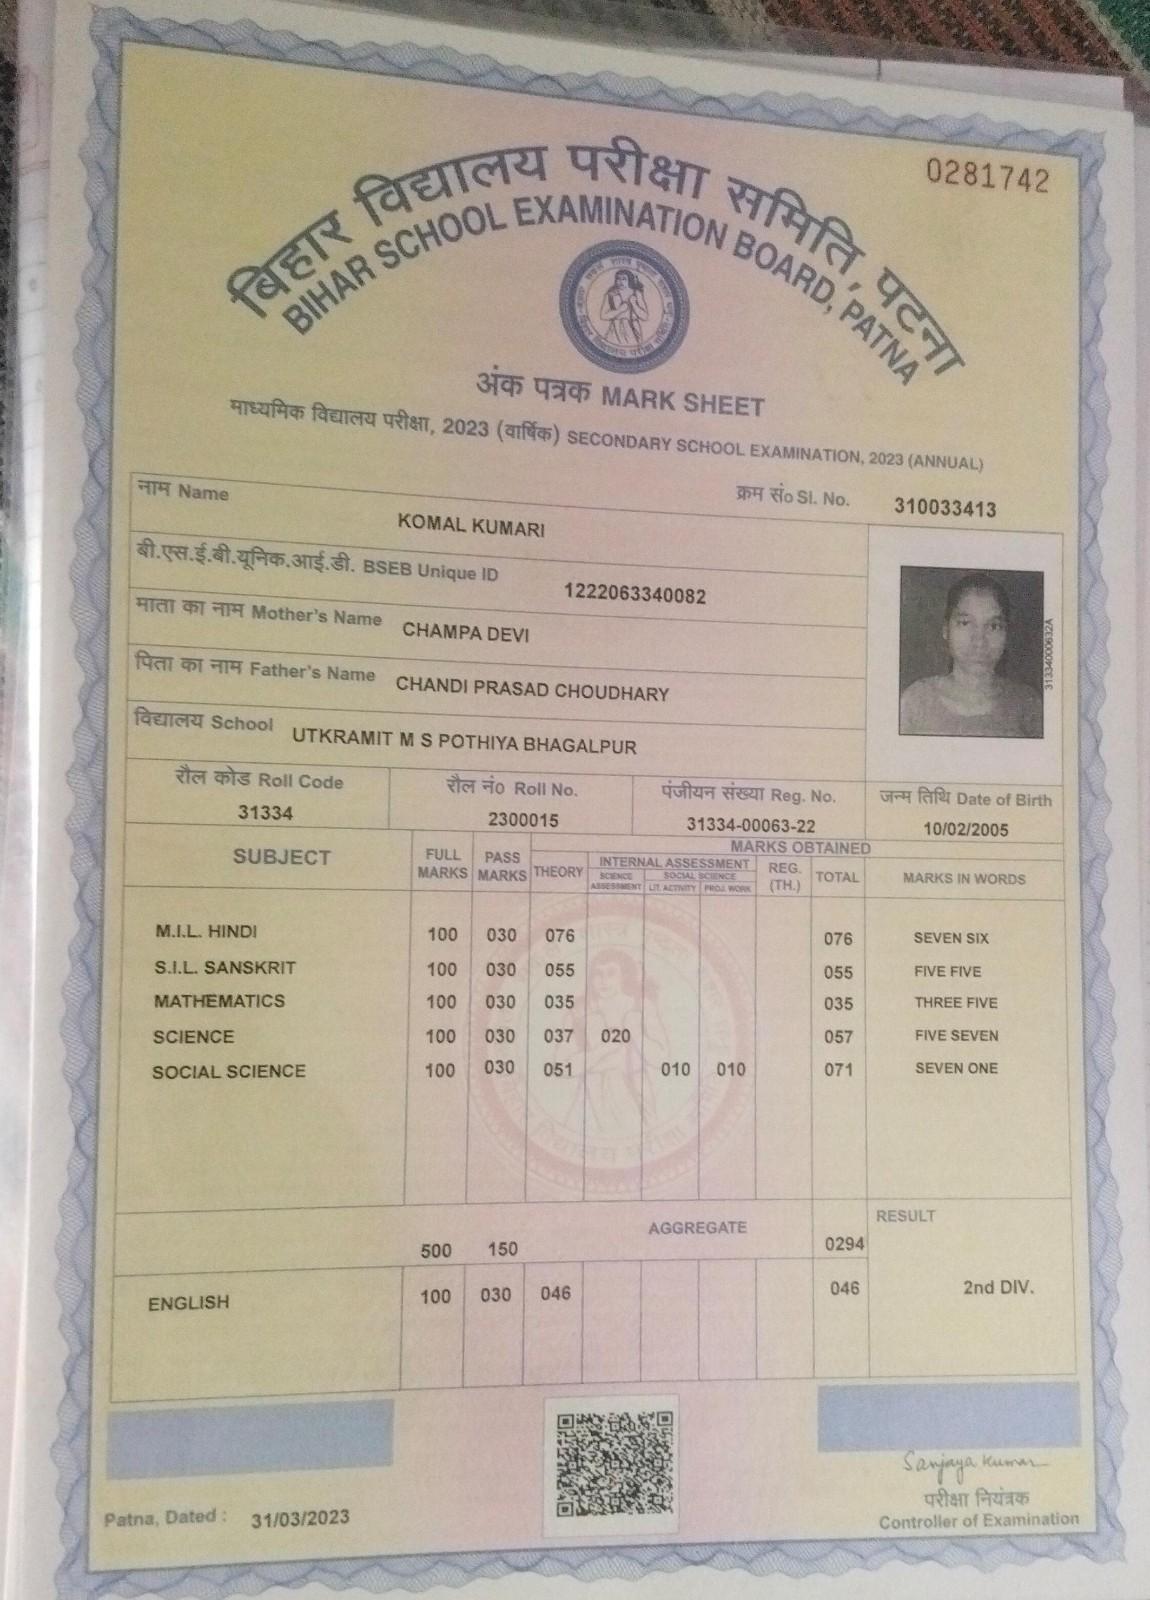 0281742
बिहार विद्यालय परीक्षा समिति, पटना
BIHAR SCHOOL EXAMINATION BOARD, PATNA
अंक पत्रक MARK SHEET
माध्यमिक विद्यालय परीक्षा, 2023 (वार्षिक) SECONDARY SCHOOL EXAMINATION, 2023 (ANNUAL)
क्रम सं० Sl. No. 310033413
नाम Name KOMAL KUMARI
बी.एस.ई.बी.यूनिक.आई.डी. BSEB Unique ID 1222063340082
माता का नाम Mother's Name CHAMPA DEVI
पिता का नाम Father's Name CHANDI PRASAD CHOUDHARY
विद्यालय School UTKRAMIT M S POTHIYA BHAGALPUR
31334000632A
रौल कोड Roll Code रौल नं० Roll No. पंजीयन संख्या Reg. No. जन्म तिथि Date of Birth
31334 2300015 31334-00063-22 10/02/2005
MARKS OBTAINED
SUBJECT FULL MARKS PASS MARKS THEORY INTERNAL ASSESSMENT REG. (TH.) TOTAL MARKS IN WORDS
SCIENCE ASSESSMENT SOCIAL SCIENCE
LIT. ACTIVITY PROJ. WORK
M.I.L. HINDI 100 030 076 076 SEVEN SIX
S.I.L. SANSKRIT 100 030 055 055 FIVE FIVE
MATHEMATICS 100 030 035 035 THREE FIVE
SCIENCE 100 030 037 020 057 FIVE SEVEN
SOCIAL SCIENCE 100 030 051 010 010 071 SEVEN ONE
AGGREGATE RESULT
500 150 0294
ENGLISH 100 030 046 046 2nd DIV.
Sanjaya Kumar
परीक्षा नियंत्रक
Patna, Dated : 31/03/2023 Controller of Examination